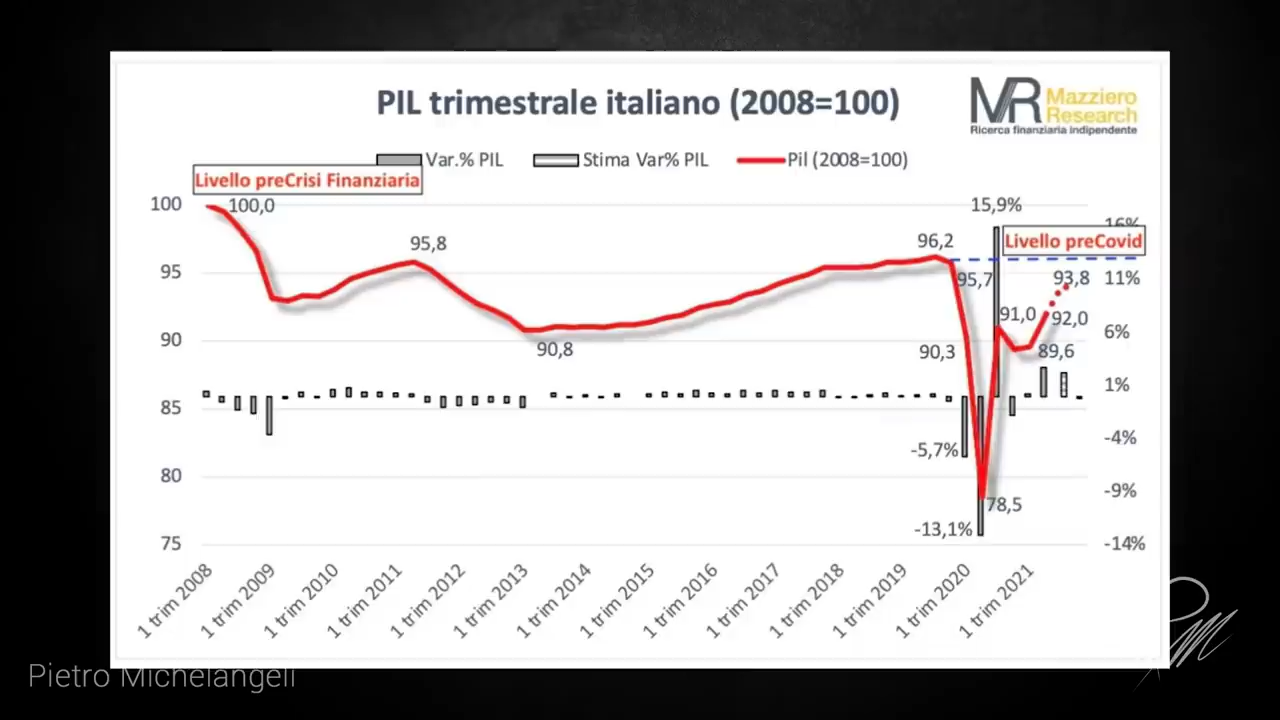 PIL trimestrale italiano (2008=100)
MR Mazziero
Research
Ricerca finanziaria indipendente
Var.% PIL
Stima Var% PIL
Pil (2008=100)
Livello preCrisi Finanziaria
100
100,0
15,9%
16%
95,8
96,2
Livello preCovid
95
95,7
93,8
11%
91,0
92,0
90
90,8
90,3
89,6
6%
1%
85
-5,7%
-4%
80
78,5
-9%
-13,1%
75
-14%
1 trim 2008
1 trim 2009
1 trim 2010
1 trim 2011
1 trim 2012
1 trim 2013
1 trim 2014
1 trim 2015
1 trim 2016
1 trim 2017
1 trim 2018
1 trim 2019
1 trim 2020
1 trim 2021
Pietro Michelangeli